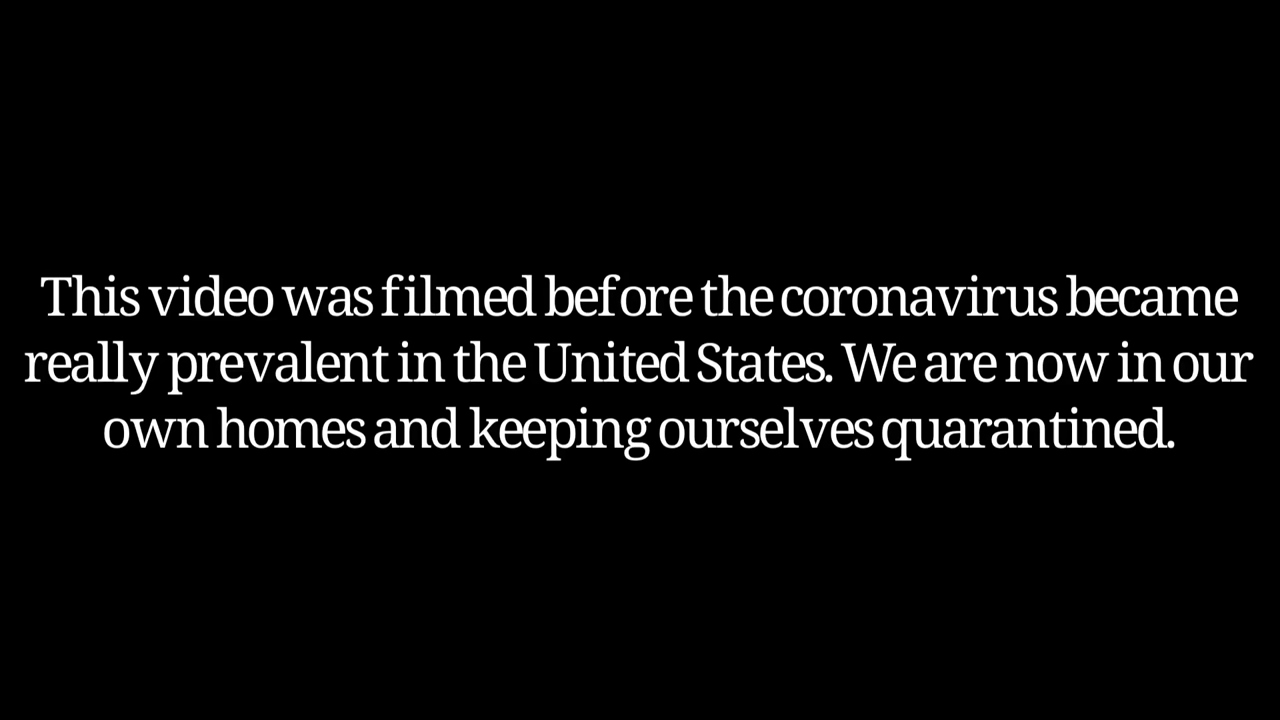 This video was filmed before the coronavirus became
really prevalent in the United States. We are now in our
own homes and keeping ourselves quarantined.